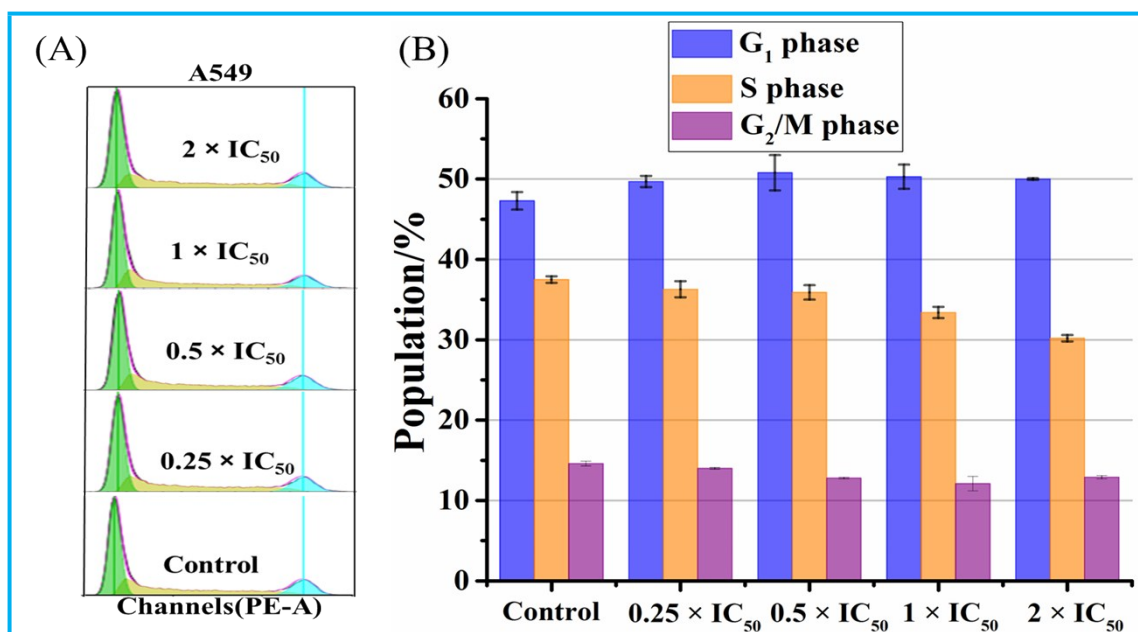 (A)
A549
2 × IC₅₀
1 × IC₅₀
0.5 × IC₅₀
0.25 × IC₅₀
Control
Channels(PE-A)
(B)
G₁ phase
S phase
G₂/M phase
Population/%
60
50
40
30
20
10
0
Control 0.25 × IC₅₀ 0.5 × IC₅₀ 1 × IC₅₀ 2 × IC₅₀